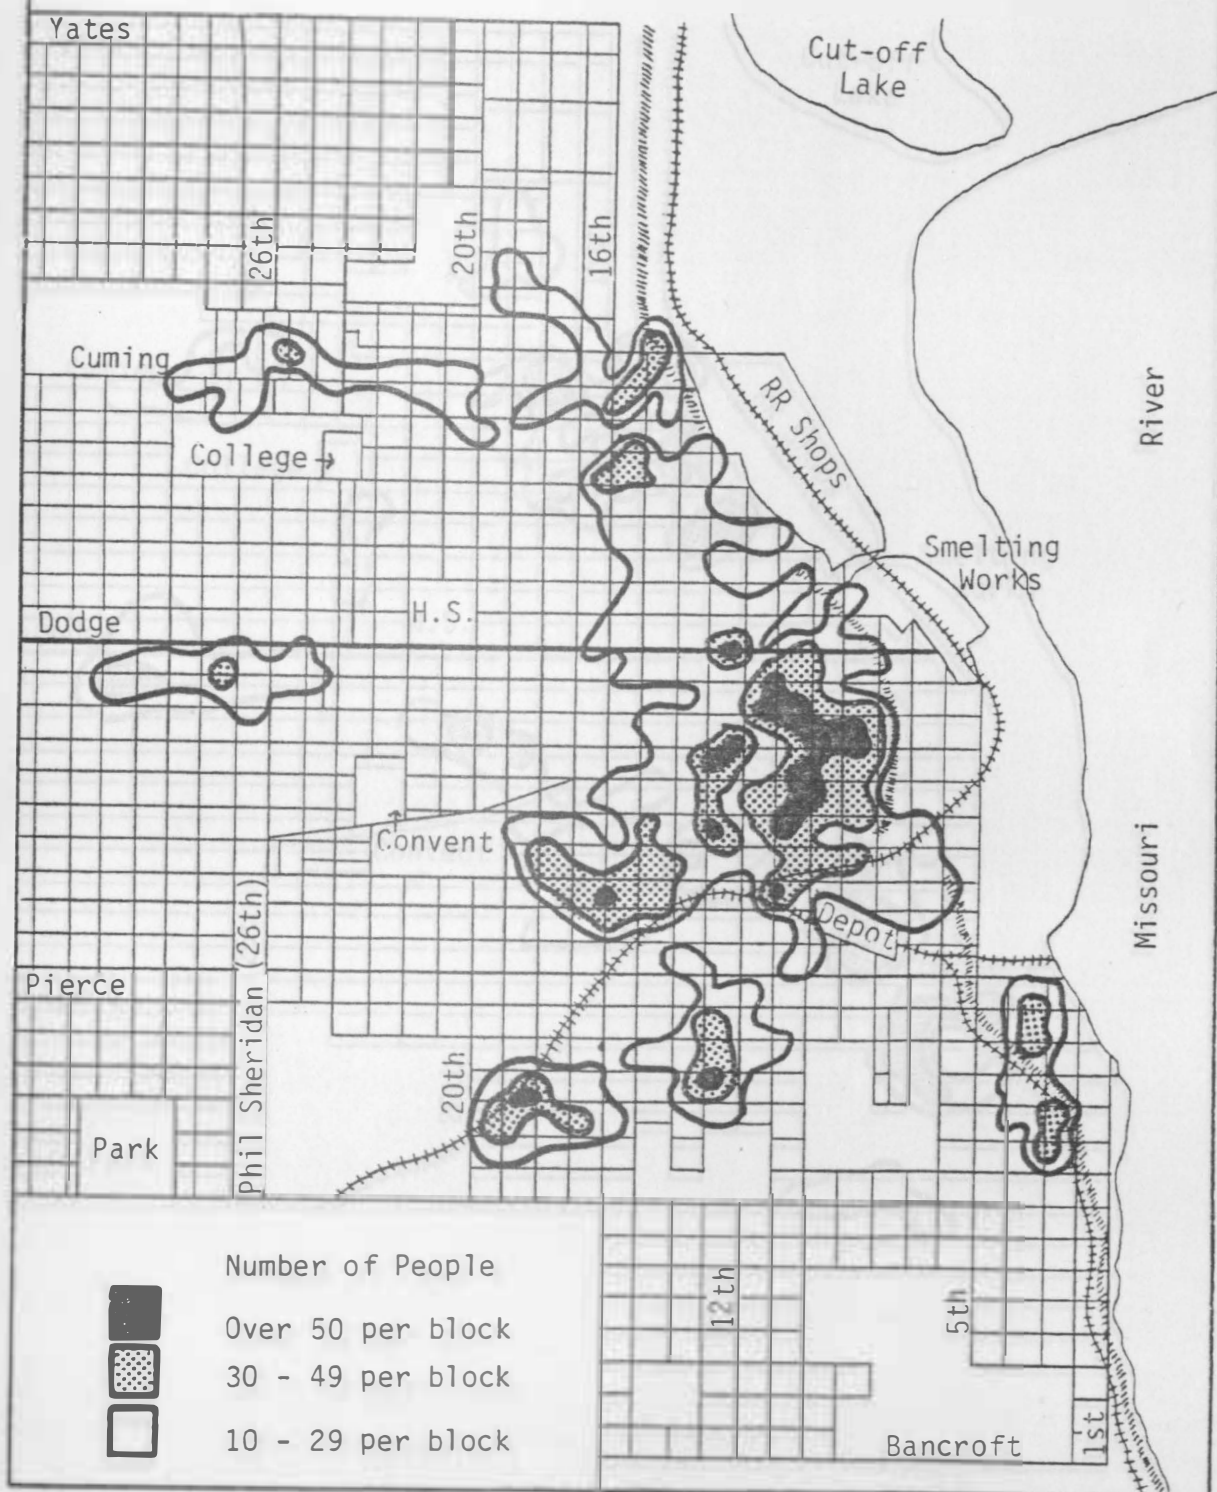 Yates
Cut-off
Lake
26th
20th
16th
Cuming
RR Shops
River
College
Smelting
Works
Dodge
H.S.
Convent
Depot
Missouri
Phil Sheridan (26th)
Pierce
20th
Park
Number of People
Over 50 per block
30 - 49 per block
10 - 29 per block
12th
5th
1st
Bancroft